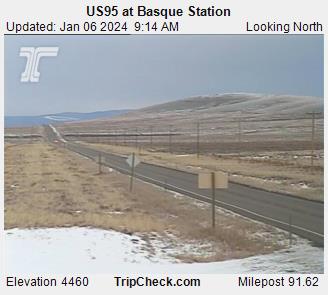 US95 at Basque Station
Updated: Jan 06 2024 9:14 AM Looking North
Elevation 4460 TripCheck.com Milepost 91.62